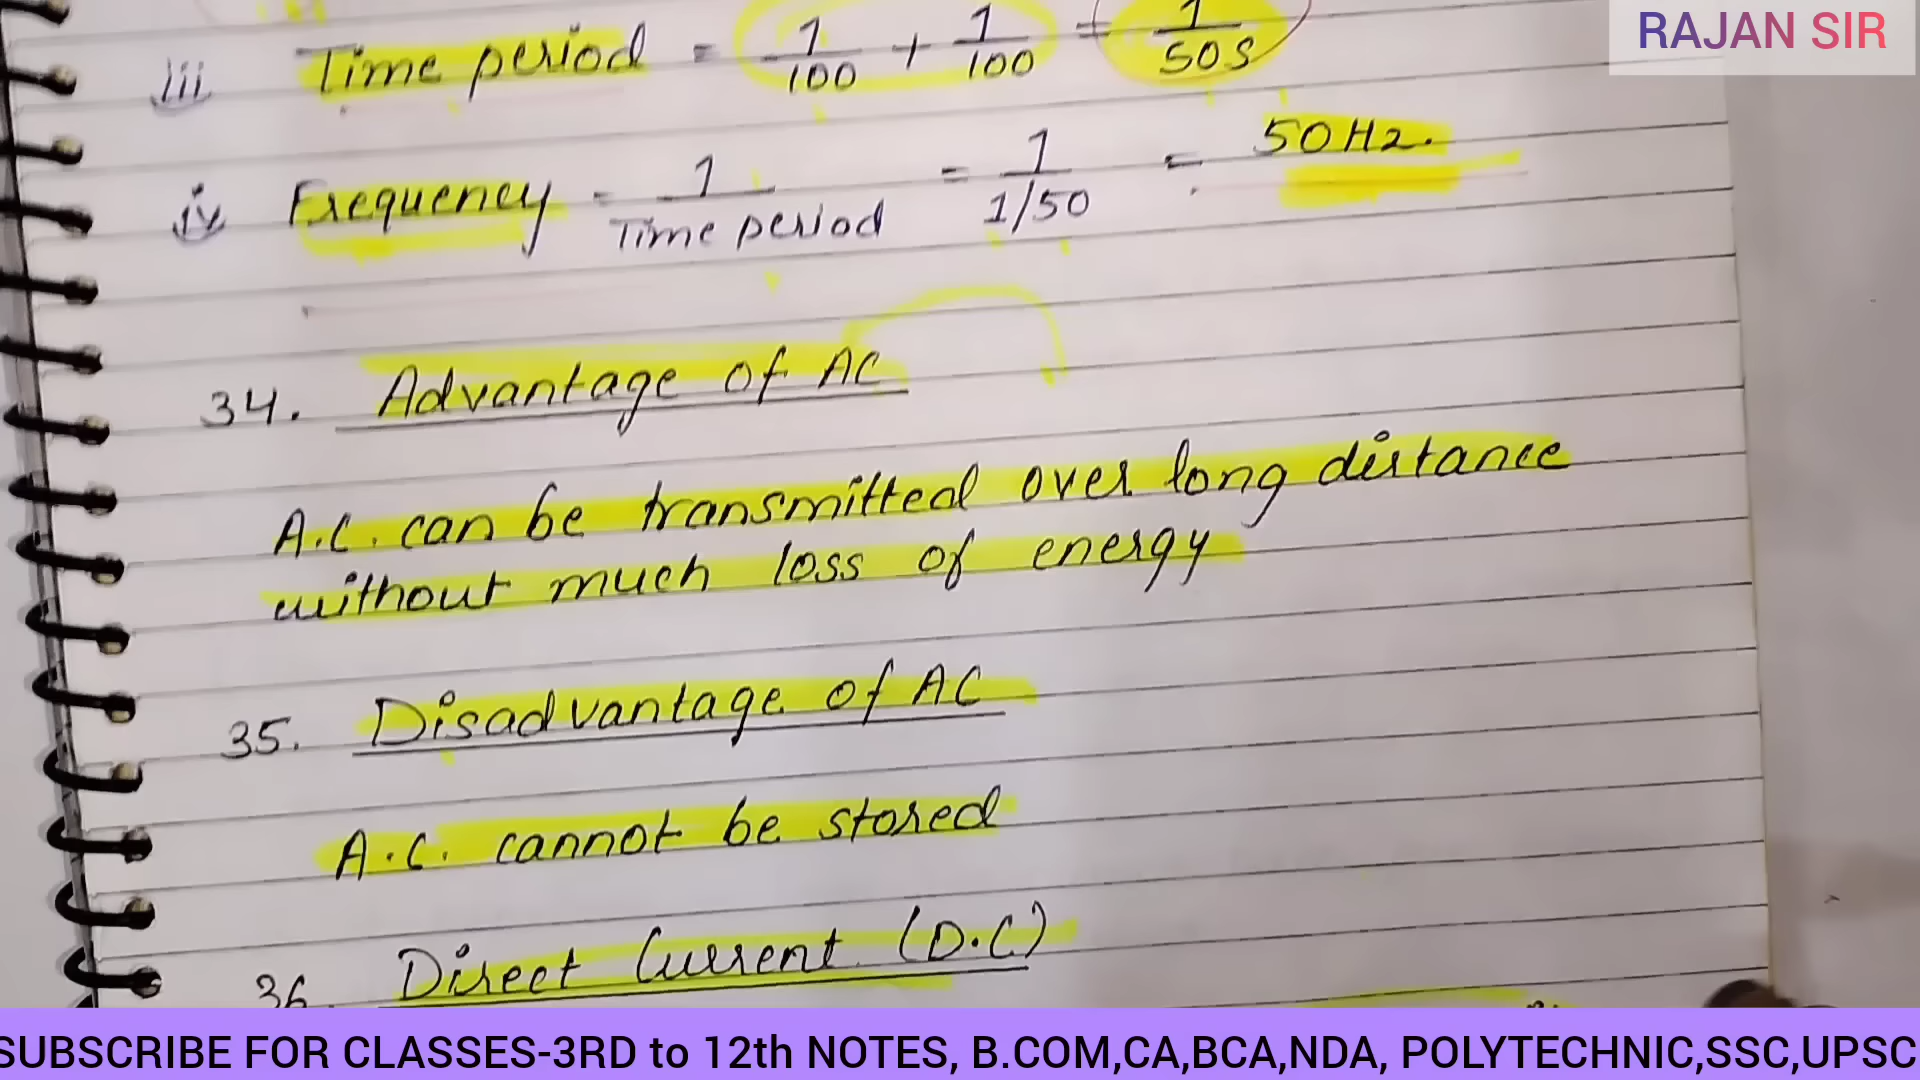 RAJAN SIR
iii Time period = 1/100 + 1/100 = 1/50 s
iv Frequency = 1/Time period = 1/1/50 = 50 Hz.
34. Advantage of AC
A.C. can be transmitted over long distance
without much loss of energy
35. Disadvantage of AC
A.C. cannot be stored
36. Direct Current (D.C)
SUBSCRIBE FOR CLASSES-3RD to 12th NOTES, B.COM,CA,BCA,NDA, POLYTECHNIC,SSC,UPSC